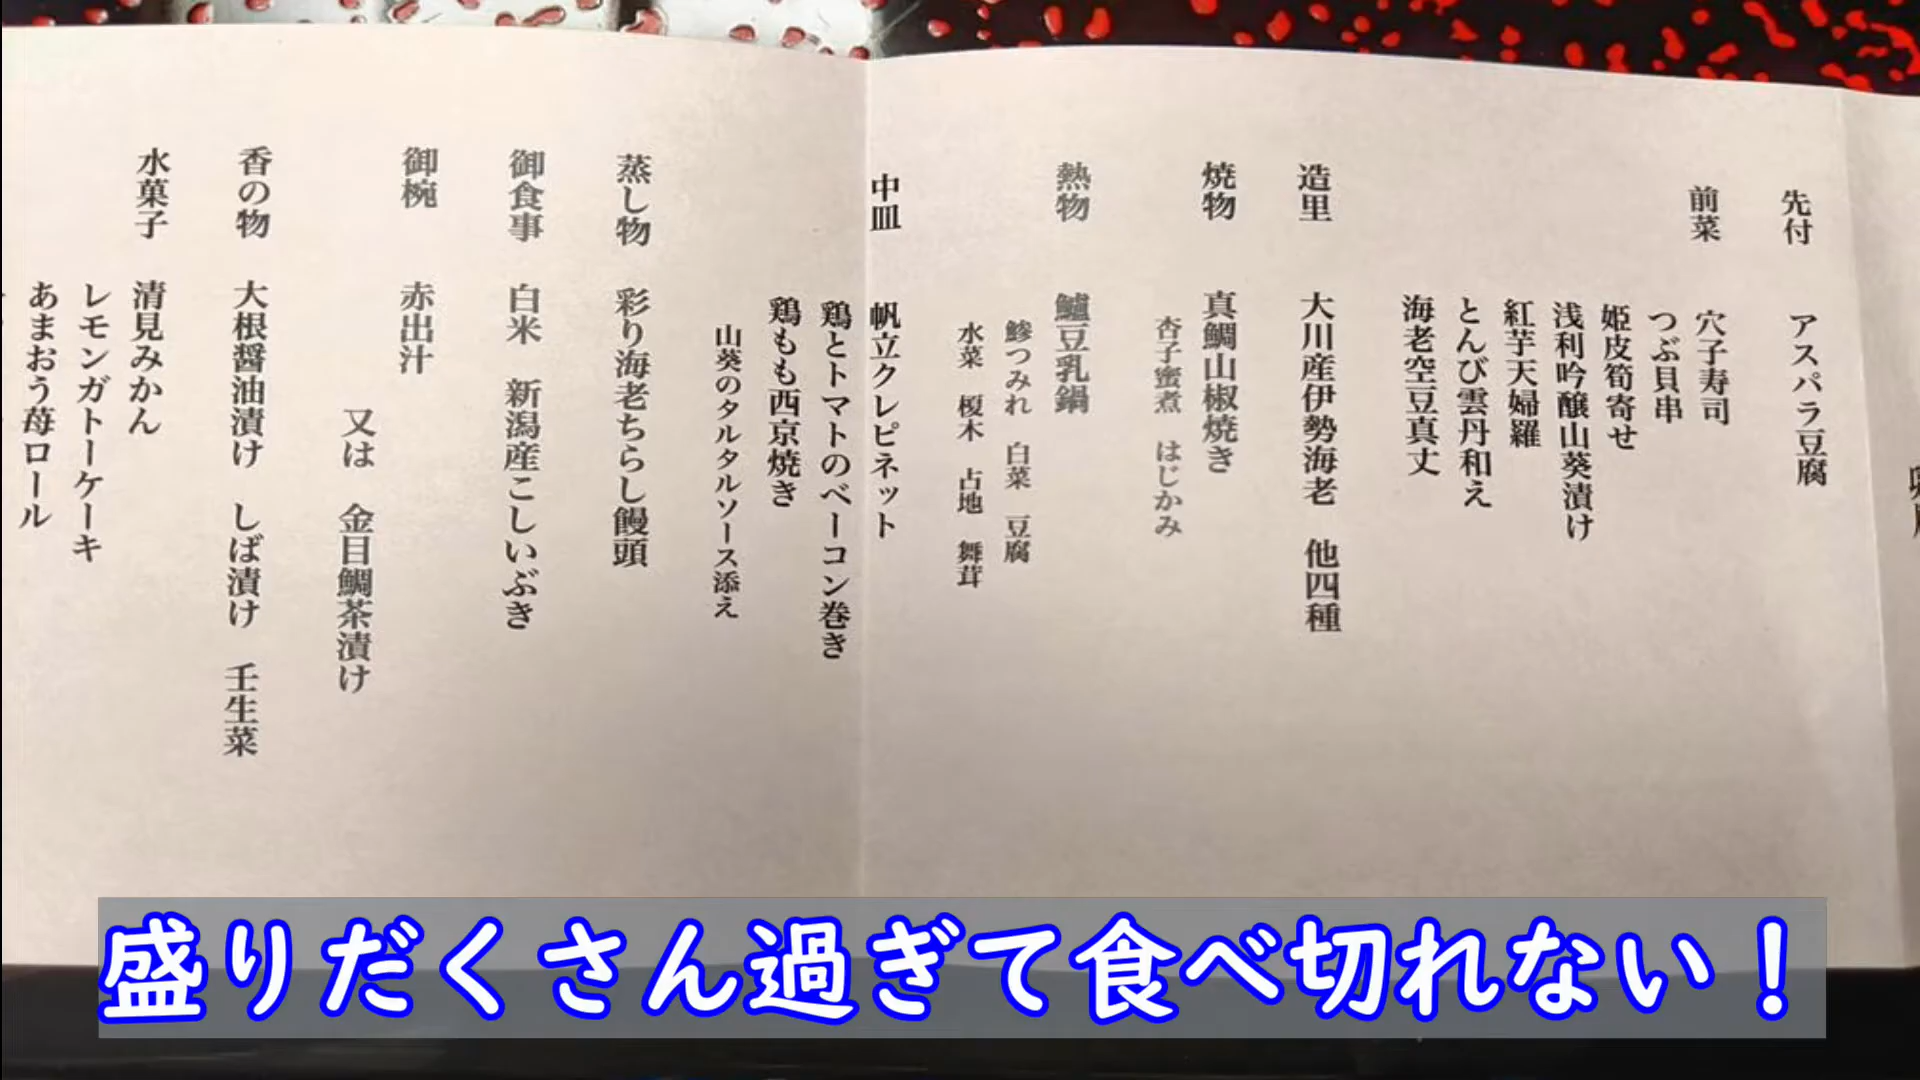 先付　アスパラ豆腐
前菜　穴子寿司
つぶ貝串
姫皮筍寄せ
浅利吟醸山葵漬け
紅芋天婦羅
とんび雲丹和え
海老空豆真丈
造里　大川産伊勢海老　他四種
焼物　真鯛山椒焼き
杏子蜜煮　はじかみ
熱物　鱸豆乳鍋
鯵つみれ　白菜　豆腐
水菜　榎木　占地　舞茸
中皿　帆立クレピネット
鶏とトマトのベーコン巻き
鶏もも西京焼き
山葵のタルタルソース添え
蒸し物　彩り海老ちらし饅頭
御食事　白米　新潟産こしいぶき
御椀　赤出汁
又は　金目鯛茶漬け
香の物　大根醤油漬け　しば漬け　壬生菜
水菓子　清見みかん
レモンガトーケーキ
あまおう苺ロール
盛りだくさん過ぎて食べ切れない！